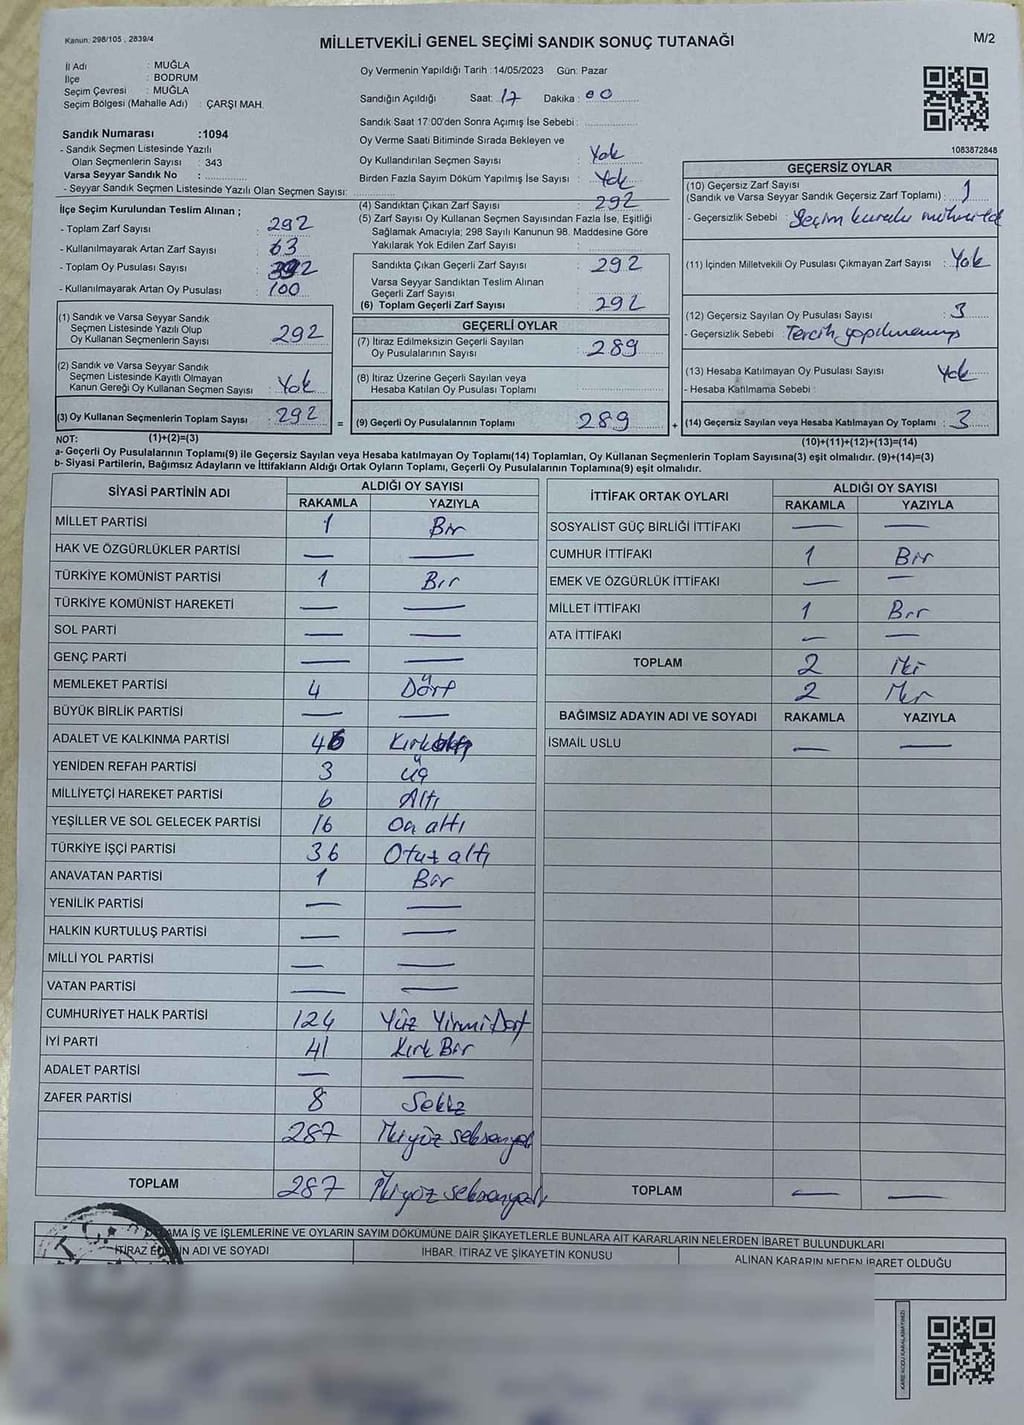 Kanun: 298/105 , 2839/4
MİLLETVEKİLİ GENEL SEÇİMİ SANDIK SONUÇ TUTANAĞI
M/2
İl Adı : MUĞLA
İlçe : BODRUM
Seçim Çevresi : MUĞLA
Seçim Bölgesi (Mahalle Adı) : ÇARŞI MAH.
Sandık Numarası :1094
- Sandık Seçmen Listesinde Yazılı
Olan Seçmenlerin Sayısı : 343
Varsa Seyyar Sandık No :
- Seyyar Sandık Seçmen Listesinde Yazılı Olan Seçmen Sayısı:
Oy Vermenin Yapıldığı Tarih :14/05/2023 Gün: Pazar
Sandığın Açıldığı Saat: 17 Dakika : 00
Sandık Saat 17:00'den Sonra Açımış İse Sebebi :
Oy Verme Saati Bitiminde Sırada Bekleyen ve
Oy Kullandırılan Seçmen Sayısı : Yok
Birden Fazla Sayım Döküm Yapılmış İse Sayısı : Yok
1083872848
İlçe Seçim Kurulundan Teslim Alınan ;
- Toplam Zarf Sayısı : 292
- Kullanılmayarak Artan Zarf Sayısı : 63
- Toplam Oy Pusulası Sayısı : 392
- Kullanılmayarak Artan Oy Pusulası : 100
(4) Sandıktan Çıkan Zarf Sayısı : 292
(5) Zarf Sayısı Oy Kullanan Seçmen Sayısından Fazla İse, Eşitliği
Sağlamak Amacıyla; 298 Sayılı Kanunun 98. Maddesine Göre
Yakılarak Yok Edilen Zarf Sayısı :
Sandıkta Çıkan Geçerli Zarf Sayısı : 292
Varsa Seyyar Sandıktan Teslim Alınan
Geçerli Zarf Sayısı :
(6) Toplam Geçerli Zarf Sayısı : 292
GEÇERSİZ OYLAR
(10) Geçersiz Zarf Sayısı
(Sandık ve Varsa Seyyar Sandık Geçersiz Zarf Toplamı) : 1
- Geçersizlik Sebebi : Seçim kurulu
(11) İçinden Milletvekili Oy Pusulası Çıkmayan Zarf Sayısı : Yok
(12) Geçersiz Sayılan Oy Pusulası Sayısı : 3
- Geçersizlik Sebebi : Tercih yapılmamış
(13) Hesaba Katılmayan Oy Pusulası Sayısı : Yok
- Hesaba Katılmama Sebebi :
(1) Sandık ve Varsa Seyyar Sandık
Seçmen Listesinde Yazılı Olup
Oy Kullanan Seçmenlerin Sayısı : 292
(2) Sandık ve Varsa Seyyar Sandık
Seçmen Listesinde Kayıtlı Olmayan
Kanun Gereği Oy Kullanan Seçmen Sayısı : Yok
GEÇERLİ OYLAR
(7) İtiraz Edilmeksizin Geçerli Sayılan
Oy Pusulalarının Sayısı : 289
(8) İtiraz Üzerine Geçerli Sayılan veya
Hesaba Katılan Oy Pusulası Toplamı :
(3) Oy Kullanan Seçmenlerin Toplam Sayısı : 292 = (9) Geçerli Oy Pusulalarının Toplamı : 289 + (14) Geçersiz Sayılan veya Hesaba Katılmayan Oy Toplamı : 3
NOT: (1)+(2)=(3) (10)+(11)+(12)+(13)=(14)
a- Geçerli Oy Pusulalarının Toplamı(9) ile Geçersiz Sayılan veya Hesaba katılmayan Oy Toplamı(14) Toplamları, Oy Kullanan Seçmenlerin Toplam Sayısına(3) eşit olmalıdır. (9)+(14)=(3)
b- Siyasi Partilerin, Bağımsız Adayların ve İttifakların Aldığı Ortak Oyların Toplamı, Geçerli Oy Pusulalarının Toplamına(9) eşit olmalıdır.
SİYASİ PARTİNİN ADI ALDIĞI OY SAYISI
RAKAMLA YAZIYLA
MİLLET PARTİSİ 1 Bir
HAK VE ÖZGÜRLÜKLER PARTİSİ — —
TÜRKİYE KOMÜNİST PARTİSİ 1 Bir
TÜRKİYE KOMÜNİST HAREKETİ — —
SOL PARTİ — —
GENÇ PARTİ — —
MEMLEKET PARTİSİ 4 Dört
BÜYÜK BİRLİK PARTİSİ — —
ADALET VE KALKINMA PARTİSİ 46 Kırkaltı
YENİDEN REFAH PARTİSİ 3 üç
MİLLİYETÇİ HAREKET PARTİSİ 6 Altı
YEŞİLLER VE SOL GELECEK PARTİSİ 16 On altı
TÜRKİYE İŞÇİ PARTİSİ 36 Otuz altı
ANAVATAN PARTİSİ 1 Bir
YENİLİK PARTİSİ — —
HALKIN KURTULUŞ PARTİSİ — —
MİLLİ YOL PARTİSİ — —
VATAN PARTİSİ — —
CUMHURİYET HALK PARTİSİ 124 Yüz Yirmi Dört
İYİ PARTİ 41 Kırk Bir
ADALET PARTİSİ — —
ZAFER PARTİSİ 8 Sekiz
287 İkiyüz seksenyedi
TOPLAM 287 İkiyüz seksenyedi
İTTİFAK ORTAK OYLARI ALDIĞI OY SAYISI
RAKAMLA YAZIYLA
SOSYALİST GÜÇ BİRLİĞİ İTTİFAKI — —
CUMHUR İTTİFAKI 1 Bir
EMEK VE ÖZGÜRLÜK İTTİFAKI — —
MİLLET İTTİFAKI 1 Bir
ATA İTTİFAKI — —
TOPLAM 2 İki
2 İki
BAĞIMSIZ ADAYIN ADI VE SOYADI RAKAMLA YAZIYLA
İSMAİL USLU — —
TOPLAM — —
AMA İŞ VE İŞLEMLERİNE VE OYLARIN SAYIM DÖKÜMÜNE DAİR ŞİKAYETLERLE BUNLARA AİT KARARLARIN NELERDEN İBARET BULUNDUKLARI
İTİRAZ EDENİN ADI VE SOYADI İHBAR, İTİRAZ VE ŞİKAYETİN KONUSU ALINAN KARARIN NEDEN İBARET OLDUĞU
KARE KODU KARALAMAYINIZ!